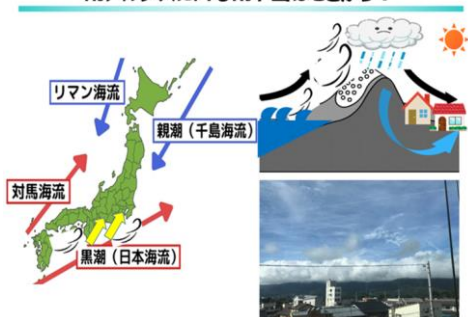 リマン海流
親潮（千島海流）
対馬海流
黒潮（日本海流）